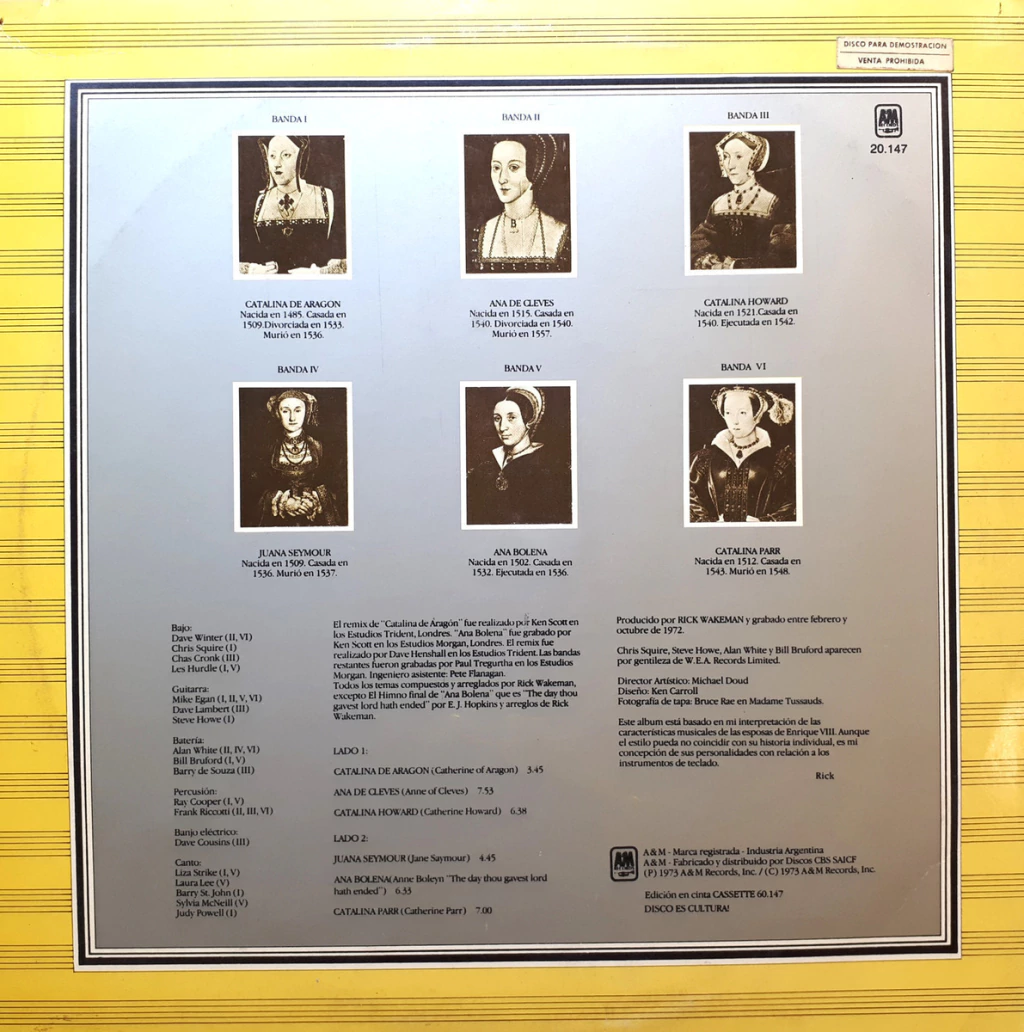 DISCO PARA DEMOSTRACION
VENTA PROHIBIDA
A&M
20.147
BANDA I
BANDA II
BANDA III
B
CATALINA DE ARAGON
Nacida en 1485. Casada en
1509.Divorciada en 1533.
Murió en 1536.
ANA DE CLEVES
Nacida en 1515. Casada en
1540. Divorciada en 1540.
Murió en 1557.
CATALINA HOWARD
Nacida en 1521.Casada en
1540. Ejecutada en 1542.
BANDA IV
BANDA V
BANDA VI
JUANA SEYMOUR
Nacida en 1509. Casada en
1536. Murió en 1537.
ANA BOLENA
Nacida en 1502. Casada en
1532. Ejecutada en 1536.
CATALINA PARR
Nacida en 1512. Casada en
1543. Murió en 1548.
Bajo:
Dave Winter (II, VI)
Chris Squire (I)
Chas Cronk (III)
Les Hurdle (I, V)
Guitarra:
Mike Egan (I, II, V, VI)
Dave Lambert (III)
Steve Howe (I)
Batería:
Alan White (II, IV, VI)
Bill Bruford (I, V)
Barry de Souza (III)
Percusión:
Ray Cooper (I, V)
Frank Riccotti (II, III, VI)
Banjo eléctrico:
Dave Cousins (III)
Canto:
Liza Strike (I, V)
Laura Lee (V)
Barry St. John (I)
Sylvia McNeill (V)
Judy Powell (I)
El remix de "Catalina de Aragón" fue realizado por Ken Scott en
los Estudios Trident, Londres. "Ana Bolena" fue grabado por
Ken Scott en los Estudios Morgan, Londres. El remix fue
realizado por Dave Henshall en los Estudios Trident. Las bandas
restantes fueron grabadas por Paul Tregurtha en los Estudios
Morgan. Ingeniero asistente: Pete Flanagan.
Todos los temas compuestos y arreglados por Rick Wakeman,
excepto El Himno final de "Ana Bolena" que es "The day thou
gavest lord hath ended" por E. J. Hopkins y arreglos de Rick
Wakeman.
LADO 1:
CATALINA DE ARAGON (Catherine of Aragon) 3.45
ANA DE CLEVES (Anne of Cleves) 7.53
CATALINA HOWARD (Catherine Howard) 6.38
LADO 2:
JUANA SEYMOUR (Jane Saymour) 4.45
ANA BOLENA(Anne Boleyn "The day thou gavest lord
hath ended") 6.33
CATALINA PARR (Catherine Parr) 7.00
Producido por RICK WAKEMAN y grabado entre febrero y
octubre de 1972.
Chris Squire, Steve Howe, Alan White y Bill Bruford aparecen
por gentileza de W.E.A. Records Limited.
Director Artístico: Michael Doud
Diseño: Ken Carroll
Fotografía de tapa: Bruce Rae en Madame Tussauds.
Este album está basado en mi interpretación de las
características musicales de las esposas de Enrique VIII. Aunque
el estilo pueda no coincidir con su historia individual, es mi
concepción de sus personalidades con relación a los
instrumentos de teclado.
Rick
A&M
A&M - Marca registrada - Industria Argentina
A&M - Fabricado y distribuido por Discos CBS SAICF
(P) 1973 A&M Records, Inc. / (C) 1973 A&M Records, Inc.
Edición en cinta CASSETTE 60.147
DISCO ES CULTURA!